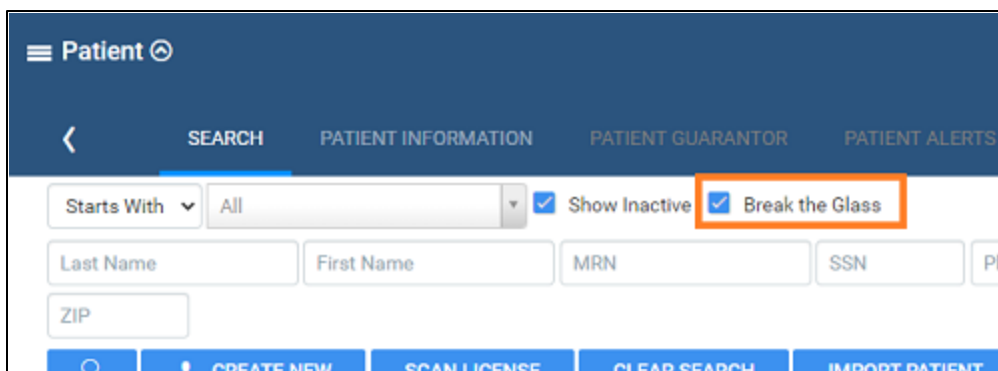 Patient
SEARCH PATIENT INFORMATION PATIENT GUARANTOR PATIENT ALERTS
Starts With All Show Inactive Break the Glass
Last Name First Name MRN SSN
ZIP
CREATE NEW SCAN LICENSE CLEAR SEARCH IMPORT PATIENT